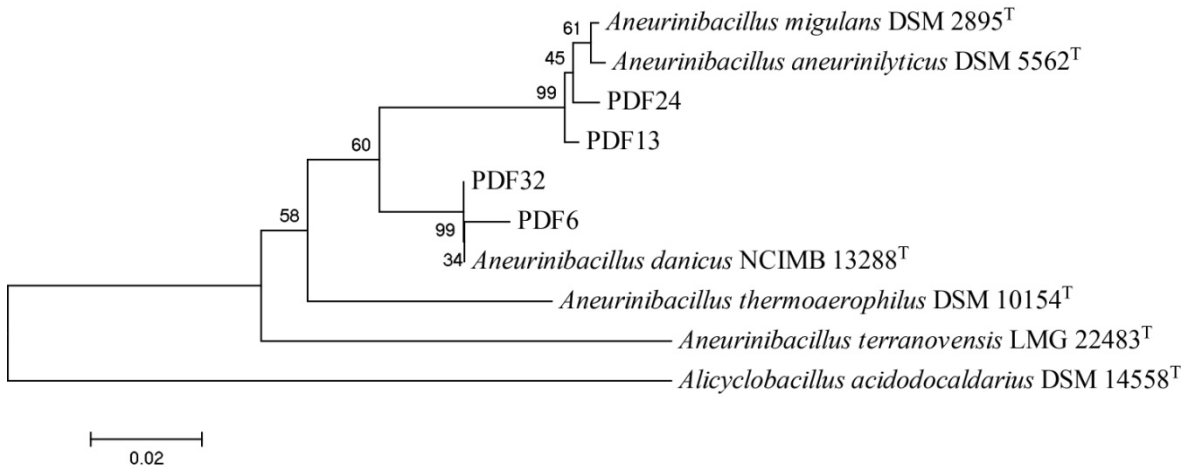 61
Aneurinibacillus migulans DSM 2895T
45
Aneurinibacillus aneurinilyticus DSM 5562T
99
PDF24
PDF13
60
PDF32
58
PDF6
99
34
Aneurinibacillus danicus NCIMB 13288T
Aneurinibacillus thermoaerophilus DSM 10154T
Aneurinibacillus terranovensis LMG 22483T
Alicyclobacillus acidodocaldarius DSM 14558T
0.02